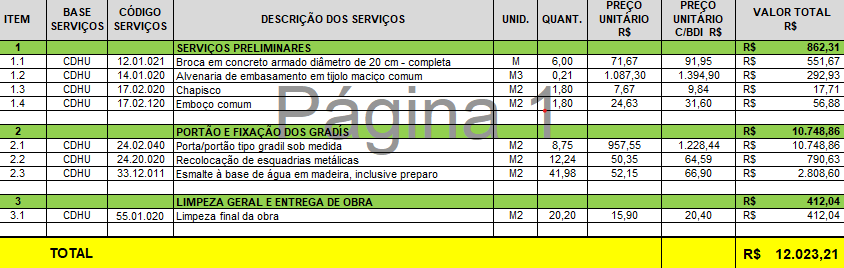 ITEM BASE SERVIÇOS CÓDIGO SERVIÇOS DESCRIÇÃO DOS SERVIÇOS UNID. QUANT. PREÇO UNITÁRIO R$ PREÇO UNITÁRIO C/BDI R$ VALOR TOTAL R$
1 SERVIÇOS PRELIMINARES R$ 862,31
1.1 CDHU 12.01.021 Broca em concreto armado diâmetro de 20 cm - completa M 6,00 71,67 91,95 R$ 551,67
1.2 CDHU 14.01.020 Alvenaria de embasamento em tijolo maciço comum M3 0,21 1.087,30 1.394,90 R$ 292,93
1.3 CDHU 17.02.020 Chapisco M2 1,80 7,67 9,84 R$ 17,71
1.4 CDHU 17.02.120 Emboço comum M2 1,80 24,63 31,60 R$ 56,88
Página 1
2 PORTÃO E FIXAÇÃO DOS GRADÍS R$ 10.748,86
2.1 CDHU 24.02.040 Porta/portão tipo gradil sob medida M2 8,75 957,55 1.228,44 R$ 10.748,86
2.2 CDHU 24.20.020 Recolocação de esquadrias metálicas M2 12,24 50,35 64,59 R$ 790,63
2.3 CDHU 33.12.011 Esmalte à base de água em madeira, inclusive preparo M2 41,98 52,15 66,90 R$ 2.808,60
3 LIMPEZA GERAL E ENTREGA DE OBRA R$ 412,04
3.1 CDHU 55.01.020 Limpeza final da obra M2 20,20 15,90 20,40 R$ 412,04
TOTAL R$ 12.023,21